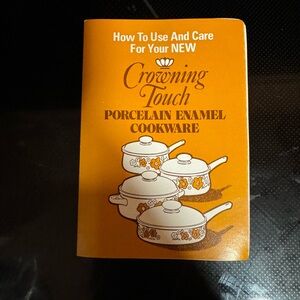 How To Use And Care
For Your NEW
Crowning
Touch
PORCELAIN ENAMEL
COOKWARE